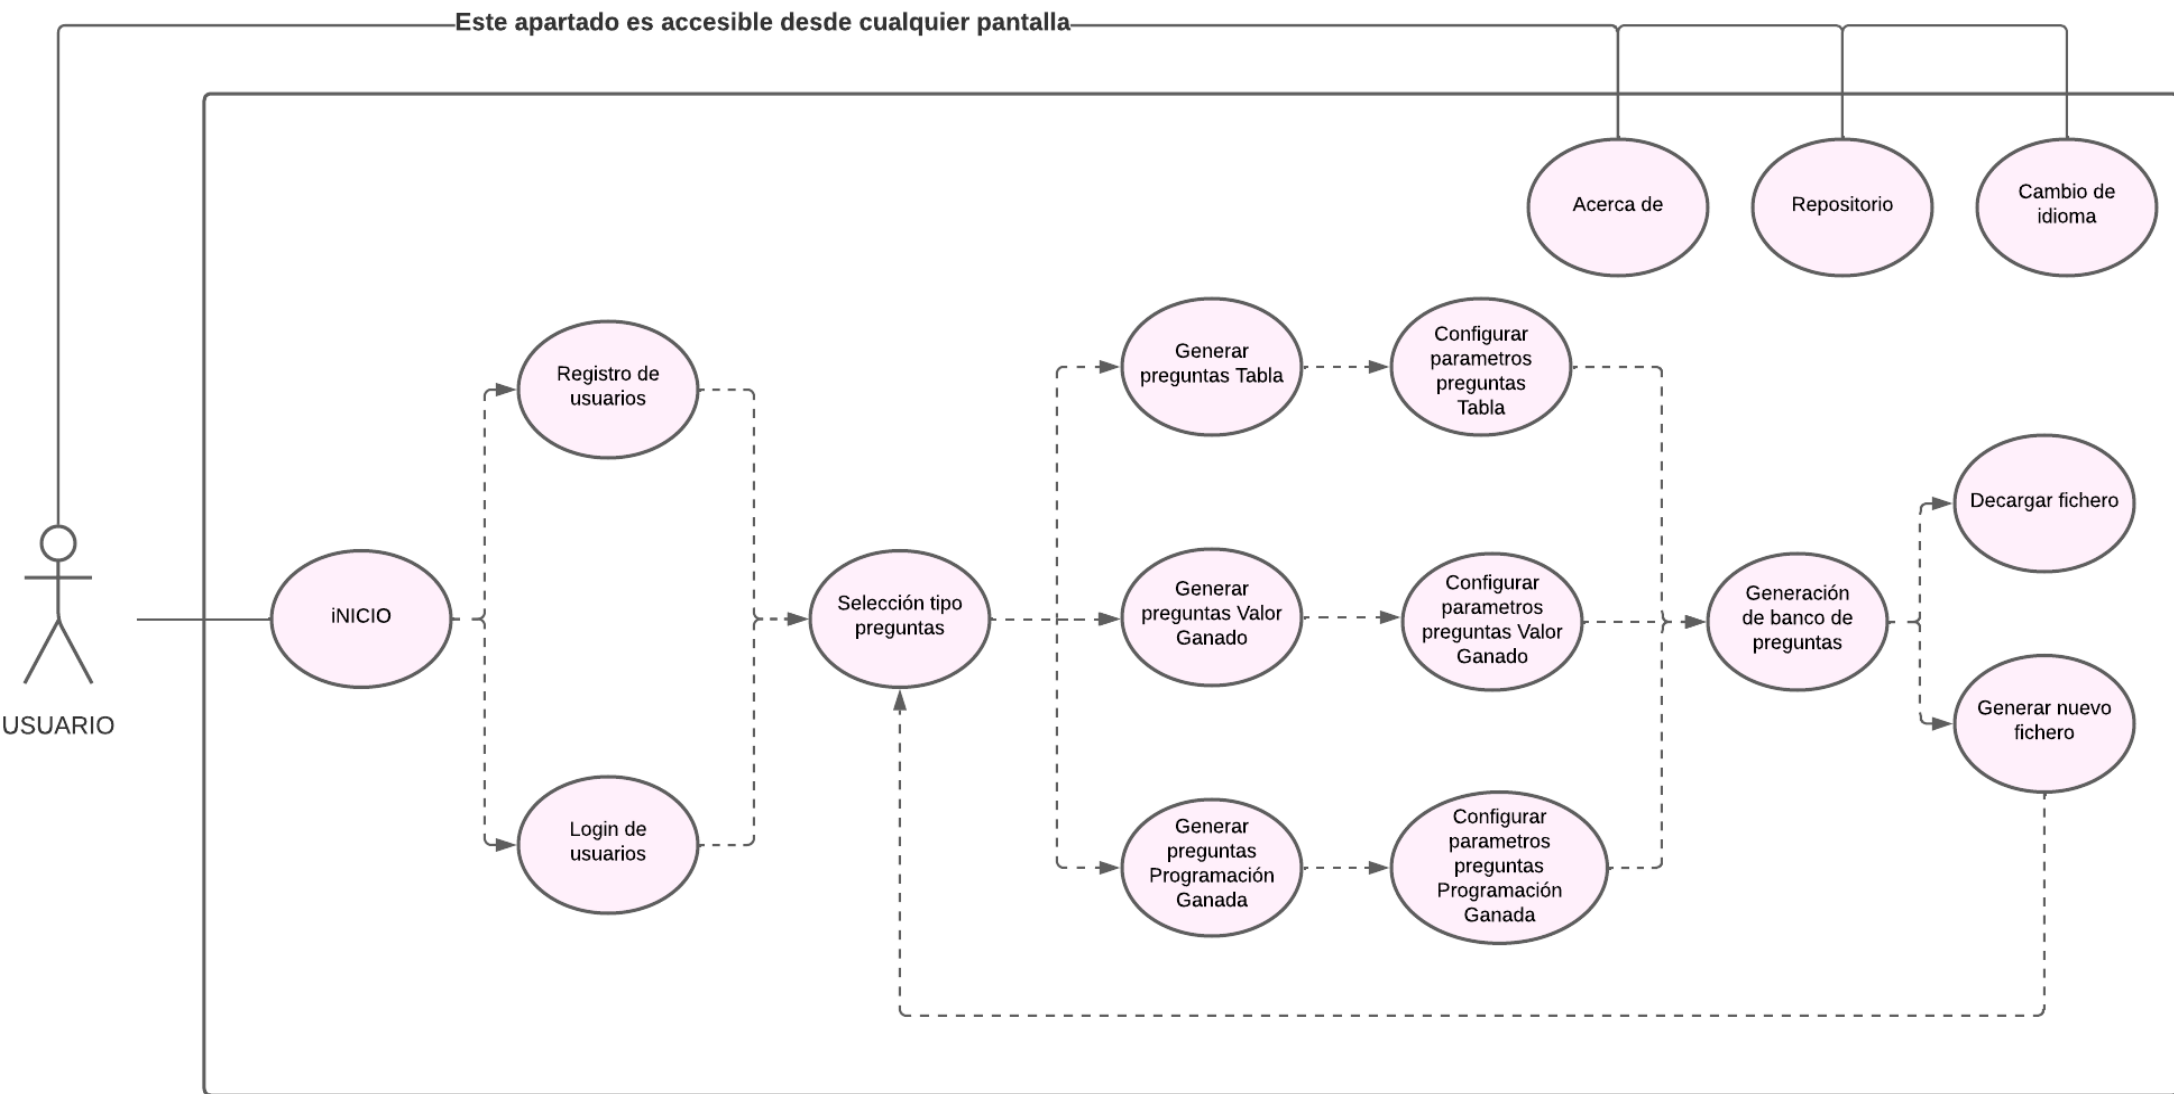 Este apartado es accesible desde cualquier pantalla
Acerca de
Repositorio
Cambio de
idioma
Registro de
usuarios
Generar
preguntas Tabla
Configurar
parametros
preguntas
Tabla
Decargar fichero
iNICIO
Selección tipo
preguntas
Generar
preguntas Valor
Ganado
Configurar
parametros
preguntas Valor
Ganado
Generación
de banco de
preguntas
USUARIO
Generar nuevo
fichero
Login de
usuarios
Generar
preguntas
Programación
Ganada
Configurar
parametros
preguntas
Programación
Ganada